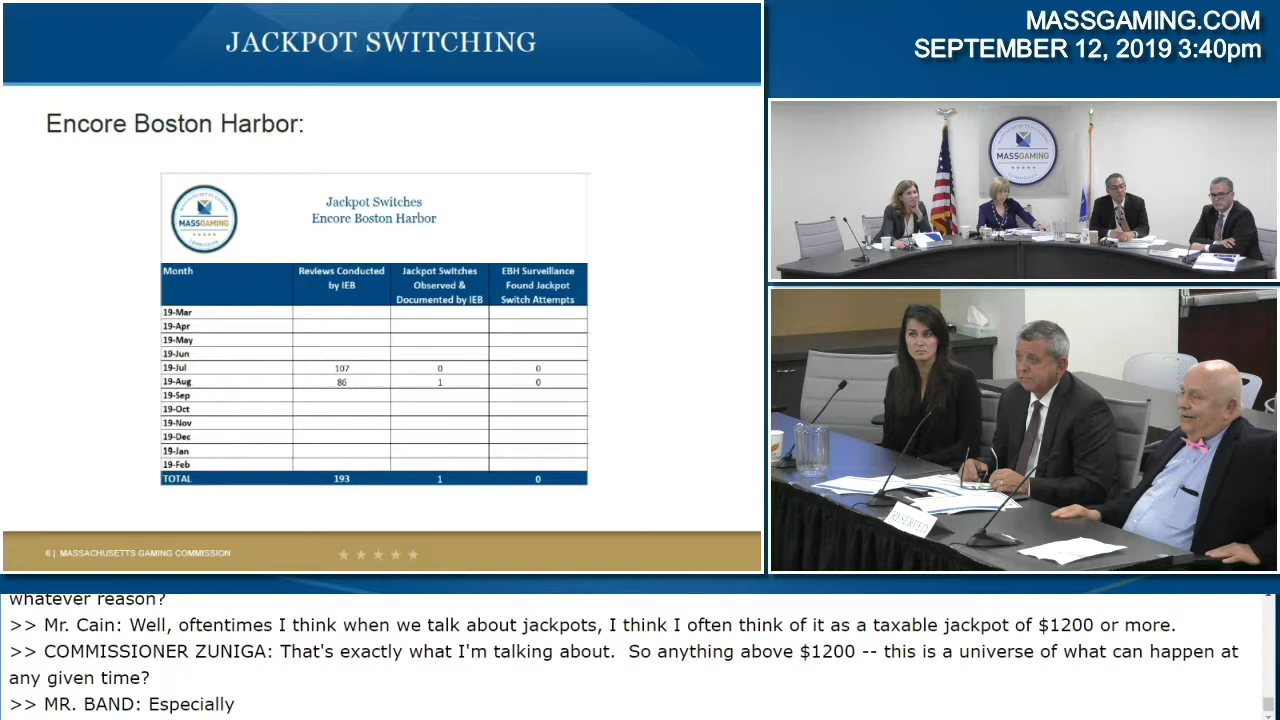 JACKPOT SWITCHING
MASSGAMING.COM
SEPTEMBER 12, 2019 3:40pm
Encore Boston Harbor:
MASSGAMING
Jackpot Switches
Encore Boston Harbor
Month Reviews Conducted by IEB Jackpot Switches Observed & Documented by IEB EBH Surveillance Found Jackpot Switch Attempts
19-Mar
19-Apr
19-May
19-Jun
19-Jul 107 0 0
19-Aug 86 1 0
19-Sep
19-Oct
19-Nov
19-Dec
19-Jan
19-Feb
TOTAL 193 1 0
6 | MASSACHUSETTS GAMING COMMISSION
MASSGAMING
COMMISSION
RESERVED
whatever reason?
>> Mr. Cain: Well, oftentimes I think when we talk about jackpots, I think I often think of it as a taxable jackpot of $1200 or more.
>> COMMISSIONER ZUNIGA: That's exactly what I'm talking about.  So anything above $1200 -- this is a universe of what can happen at
any given time?
>> MR. BAND: Especially